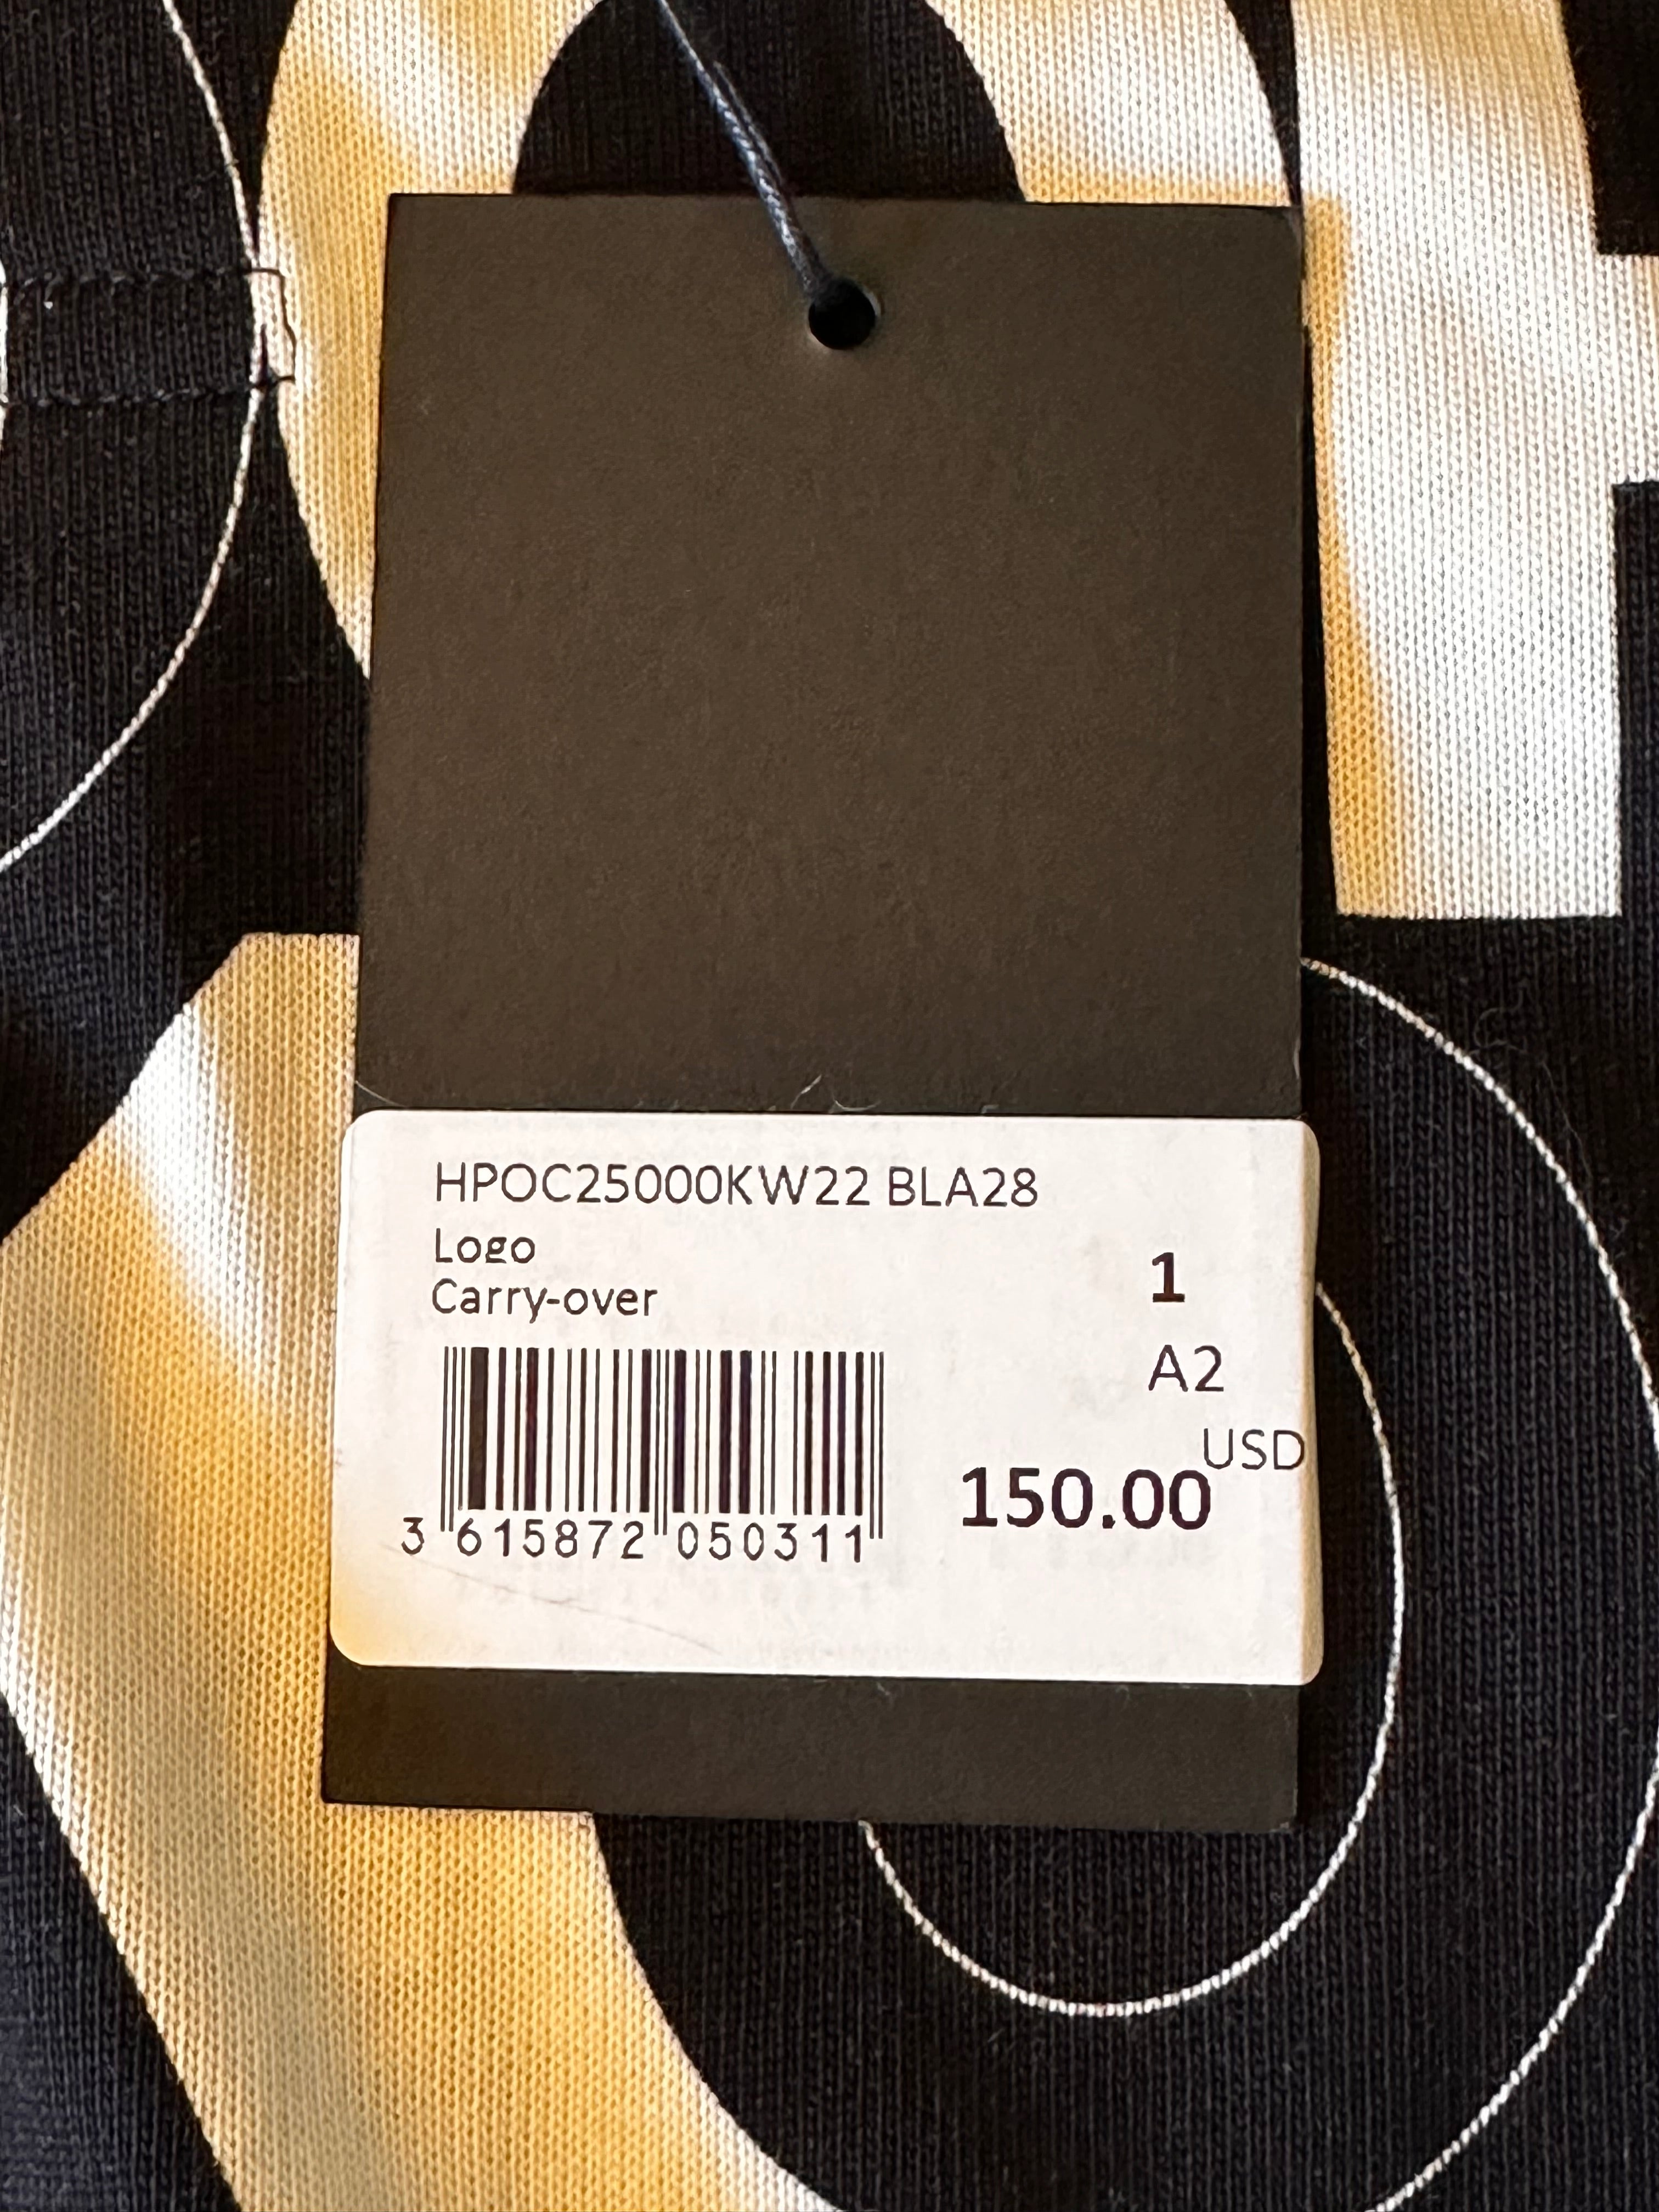 HPOC25000KW22 BLA28
Logo
Carry-over
1
A2
USD
150.00
3 615872 050311